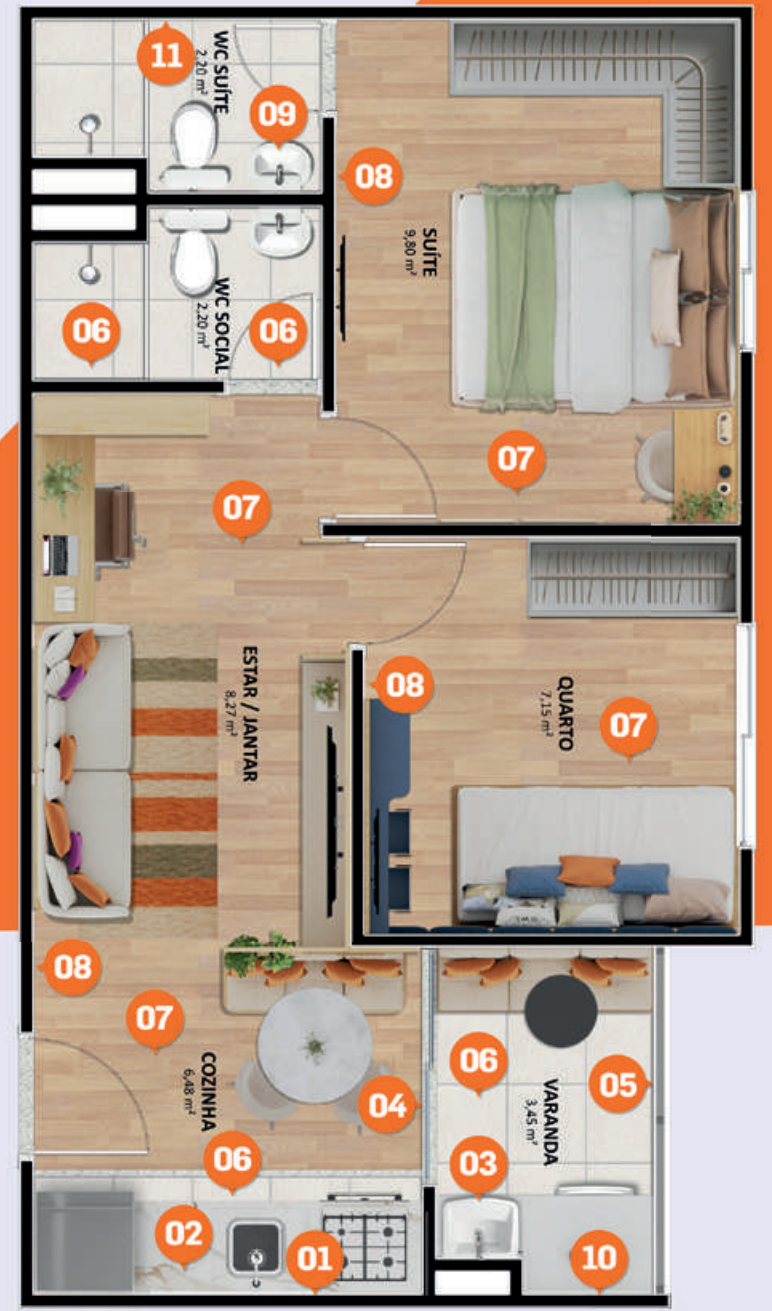 11
WC SUÍTE
2,20 m²
09
08
SUÍTE
9,80 m²
WC SOCIAL
2,20 m²
06
06
07
07
ESTAR / JANTAR
8,27 m²
08
QUARTO
7,15 m²
07
08
07
COZINHA
6,48 m²
04
06
VARANDA
3,45 m²
05
06
03
02
01
10